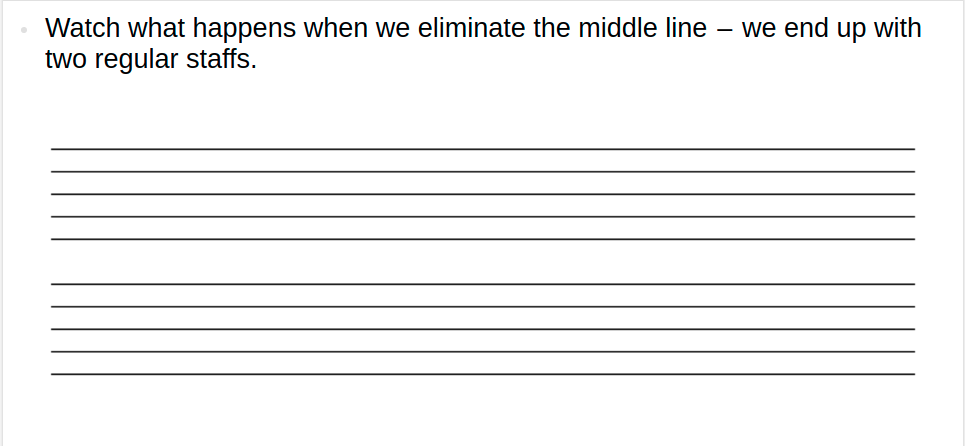 Watch what happens when we eliminate the middle line – we end up with
two regular staffs.